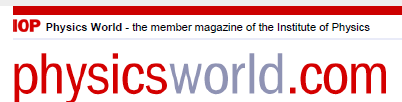 IOP Physics World - the member magazine of the Institute of Physics
physicsworld.com